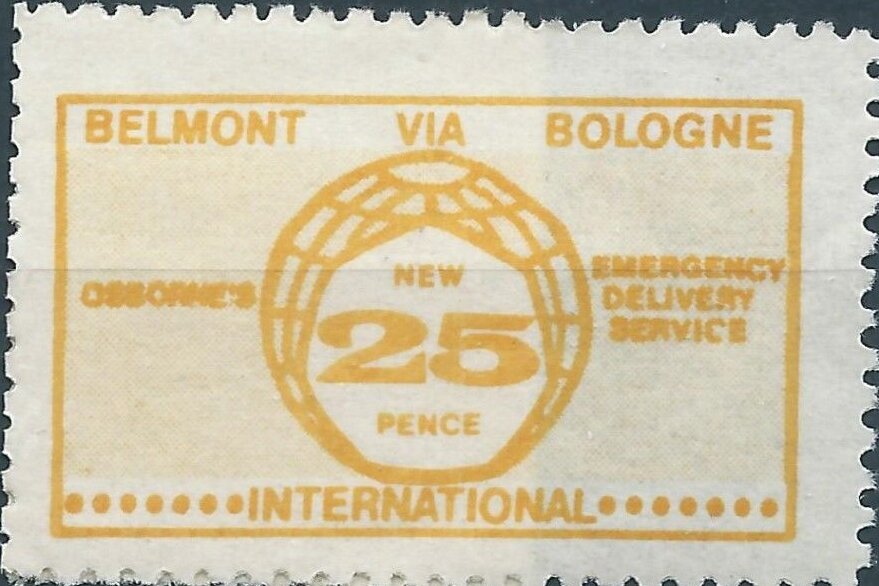 BELMONT VIA BOLOGNE
OSBORNE'S
NEW
25
PENCE
EMERGENCY
DELIVERY
SERVICE
INTERNATIONAL